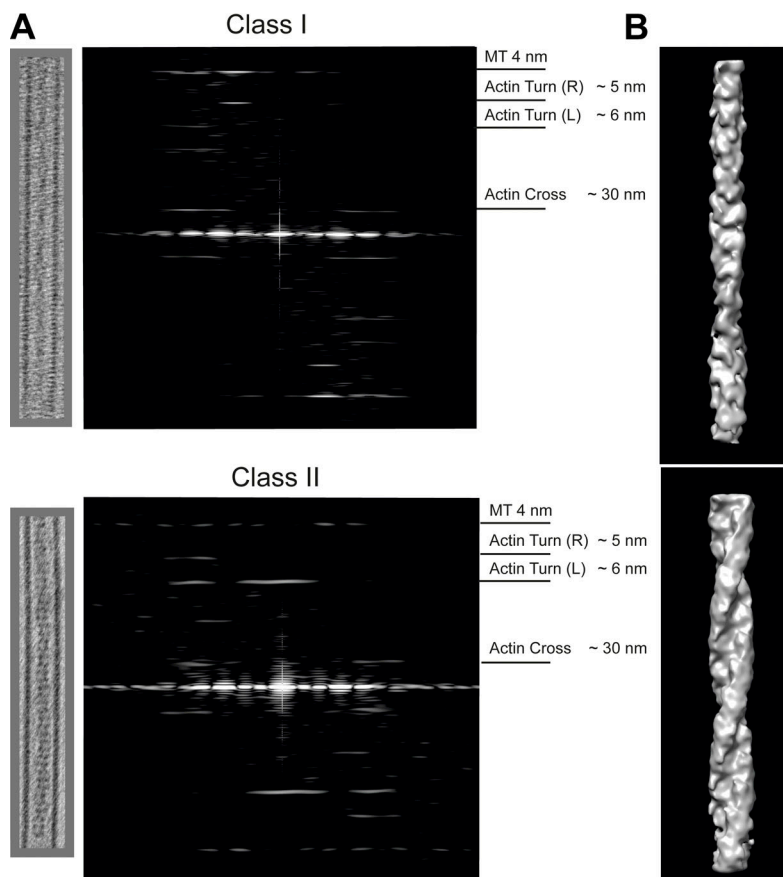 A
Class I
B
MT 4 nm
Actin Turn (R) ~ 5 nm
Actin Turn (L) ~ 6 nm
Actin Cross ~ 30 nm
Class II
MT 4 nm
Actin Turn (R) ~ 5 nm
Actin Turn (L) ~ 6 nm
Actin Cross ~ 30 nm